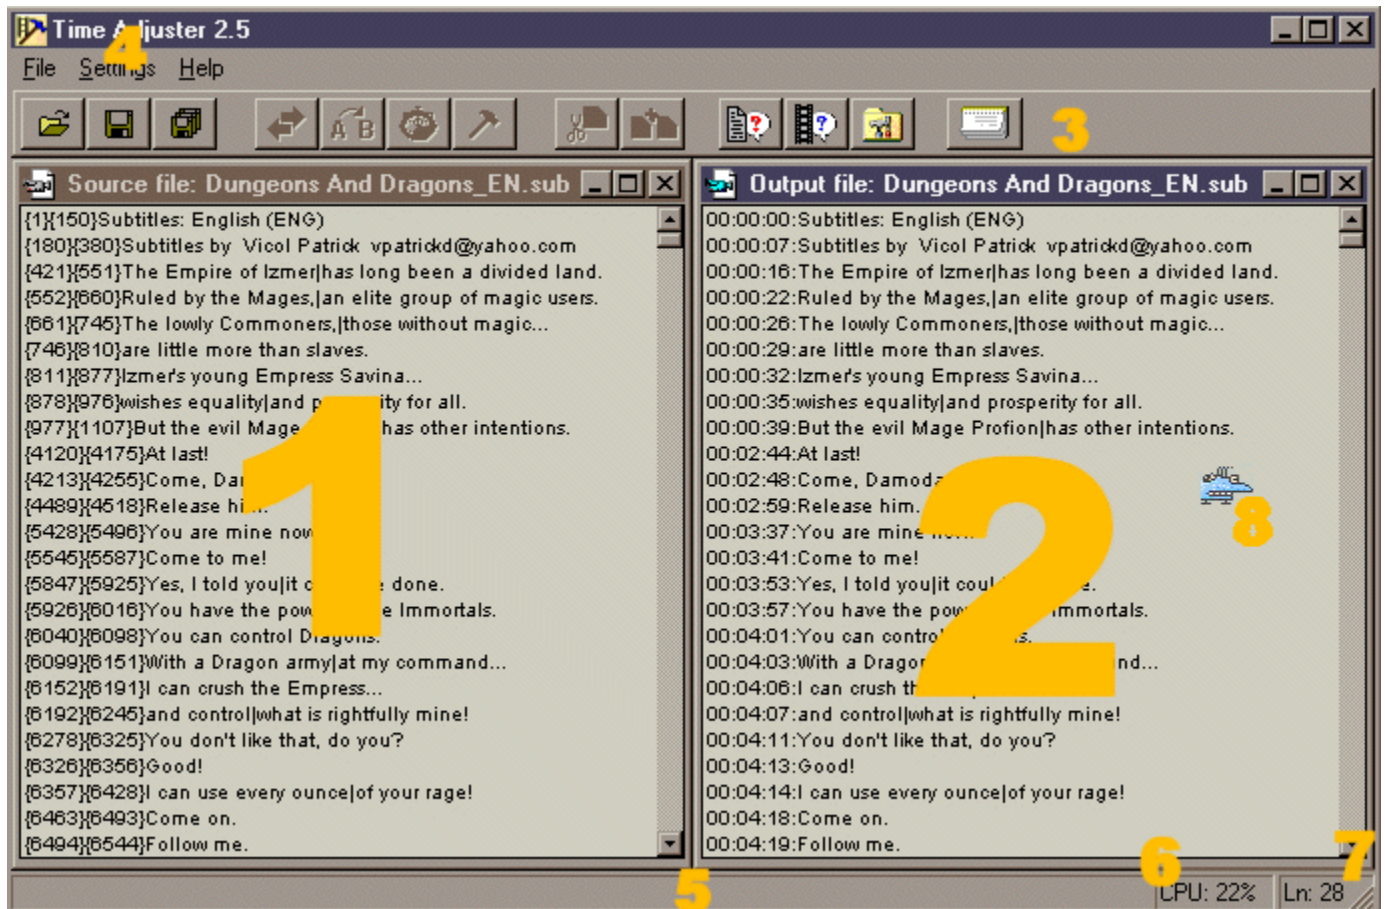 Time Adjuster 2.5
4
File Settings Help
A B
3
Source file: Dungeons And Dragons_EN.sub
{1}{150}Subtitles: English (ENG)
{180}{380}Subtitles by Vicol Patrick vpatrickd@yahoo.com
{421}{551}The Empire of Izmer|has long been a divided land.
{552}{660}Ruled by the Mages,|an elite group of magic users.
{661}{745}The lowly Commoners,|those without magic...
{746}{810}are little more than slaves.
{811}{877}Izmer's young Empress Savina...
{878}{976}wishes equality|and prosperity for all.
{977}{1107}But the evil Mage has other intentions.
{4120}{4175}At last!
{4213}{4255}Come,
{4489}{4518}Release him.
{5428}{5496}You are mine now
{5545}{5587}Come to me!
{5847}{5925}Yes, I told you|it done.
{5926}{6016}You have the Immortals.
{6040}{6098}You can control Dragons.
{6099}{6151}With a Dragon army|at my command...
{6152}{6191}I can crush the Empress...
{6192}{6245}and control|what is rightfully mine!
{6278}{6325}You don't like that, do you?
{6326}{6356}Good!
{6357}{6428}I can use every ounce|of your rage!
{6463}{6493}Come on.
{6494}{6544}Follow me.
1
Output file: Dungeons And Dragons_EN.sub
00:00:00:Subtitles: English (ENG)
00:00:07:Subtitles by Vicol Patrick vpatrickd@yahoo.com
00:00:16:The Empire of Izmer|has long been a divided land.
00:00:22:Ruled by the Mages,|an elite group of magic users.
00:00:26:The lowly Commoners,|those without magic...
00:00:29:are little more than slaves.
00:00:32:Izmer's young Empress Savina...
00:00:35:wishes equality|and prosperity for all.
00:00:39:But the evil Mage Profion|has other intentions.
00:02:44:At last!
00:02:48:Come, Damodar
00:02:59:Release him.
00:03:37:You are mine now.
00:03:41:Come to me!
00:03:53:Yes, I told you|it could
00:03:57:You have the Immortals.
00:04:01:You can control
00:04:03:With a Dragon
00:04:06:I can crush
00:04:07:and control|what is rightfully mine!
00:04:11:You don't like that, do you?
00:04:13:Good!
00:04:14:I can use every ounce|of your rage!
00:04:18:Come on.
00:04:19:Follow me.
2
8
5
6
7
CPU: 22%
Ln: 28